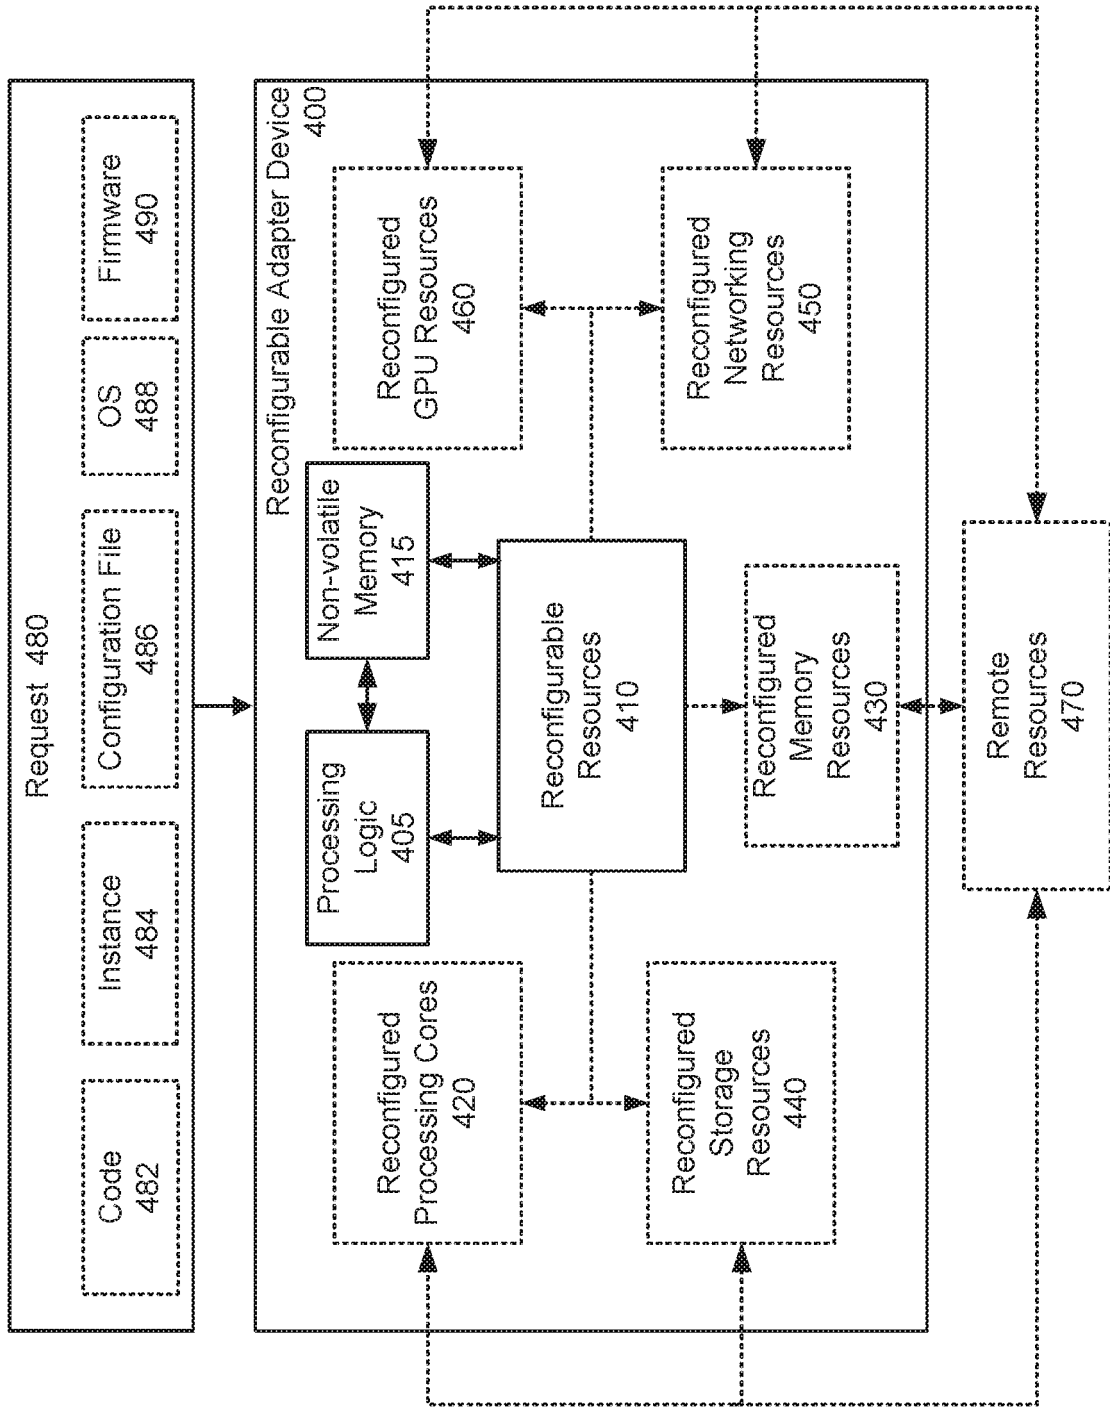 Request 480
Code
482
Instance
484
Configuration File
486
OS
488
Firmware
490
Reconfigurable Adapter Device
400
Processing
Logic
405
Non-volatile
Memory
415
Reconfigured
Processing Cores
420
Reconfigurable
Resources
410
Reconfigured
GPU Resources
460
Reconfigured
Storage
Resources
440
Reconfigured
Memory
Resources
430
Reconfigured
Networking
Resources
450
Remote
Resources
470